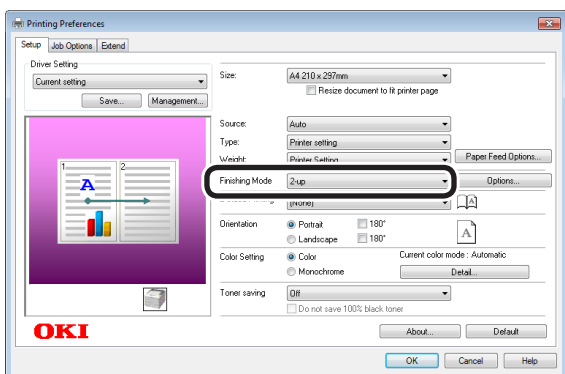 Printing Preferences
Setup Job Options Extend
Driver Setting
Current setting
Save... Management...
Size: A4 210 x 297mm
Resize document to fit printer page
Source: Auto
Type: Printer setting
Weight: Printer Setting Paper Feed Options...
Finishing Mode 2-up Options...
(None)
Orientation Portrait 180°
Landscape 180°
A
Color Setting Color Current color mode : Automatic
Monochrome Detail...
Toner saving Off
Do not save 100% black toner
1 2
A
OKI
About... Default
OK Cancel Help